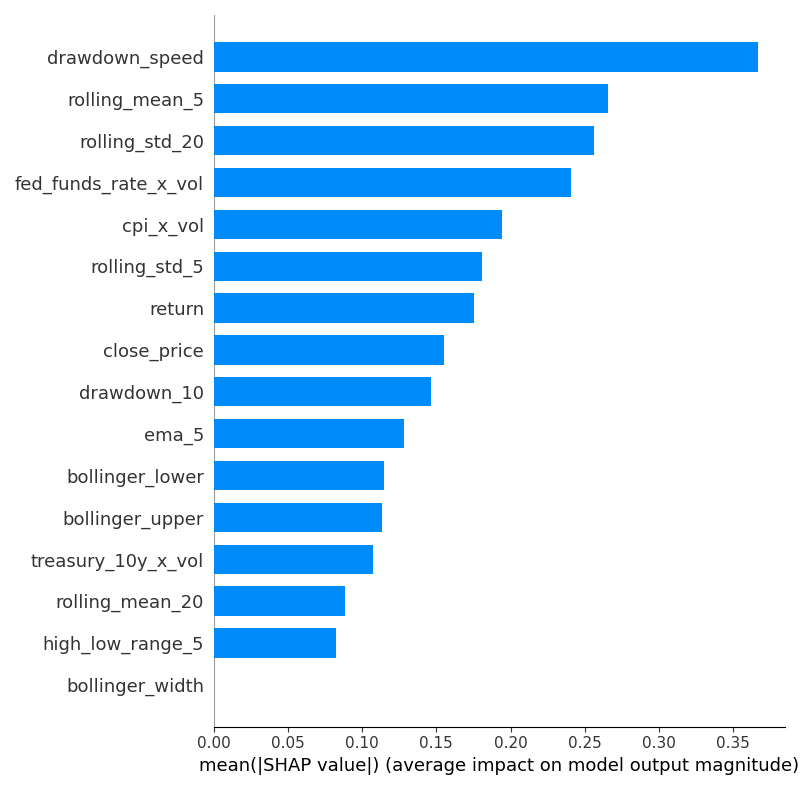 drawdown_speed
rolling_mean_5
rolling_std_20
fed_funds_rate_x_vol
cpi_x_vol
rolling_std_5
return
close_price
drawdown_10
ema_5
bollinger_lower
bollinger_upper
treasury_10y_x_vol
rolling_mean_20
high_low_range_5
bollinger_width
0.00 0.05 0.10 0.15 0.20 0.25 0.30 0.35
mean(|SHAP value|) (average impact on model output magnitude)